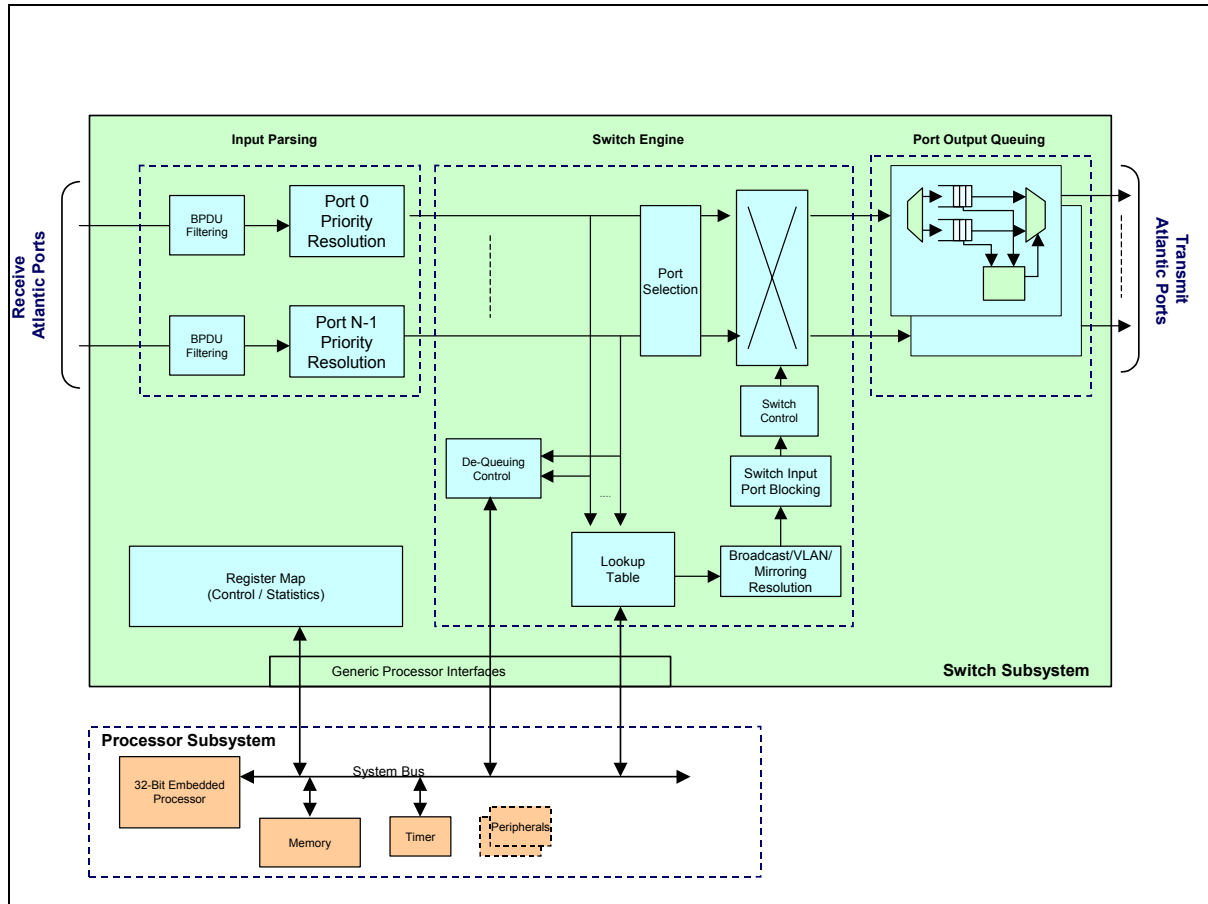 Input Parsing
Switch Engine
Port Output Queuing
Receive
Atlantic Ports
BPDU
Filtering
Port 0
Priority
Resolution
BPDU
Filtering
Port N-1
Priority
Resolution
Port
Selection
Transmit
Atlantic Ports
Switch
Control
De-Queuing
Control
Switch Input
Port Blocking
....
Lookup
Table
Broadcast/VLAN/
Mirroring
Resolution
Register Map
(Control / Statistics)
Generic Processor Interfaces
Switch Subsystem
Processor Subsystem
System Bus
32-Bit Embedded
Processor
Memory
Timer
Peripherals